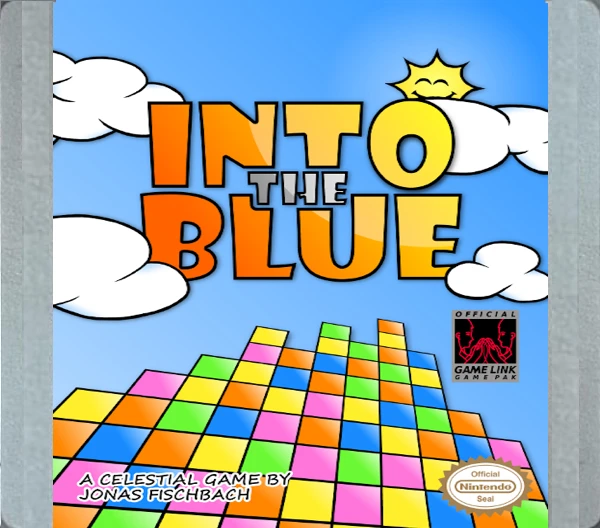 INTO
THE
BLUE
OFFICIAL
GAME LINK
GAME PAK
A CELESTIAL GAME BY
JONAS FISCHBACH
Official
Nintendo
Seal